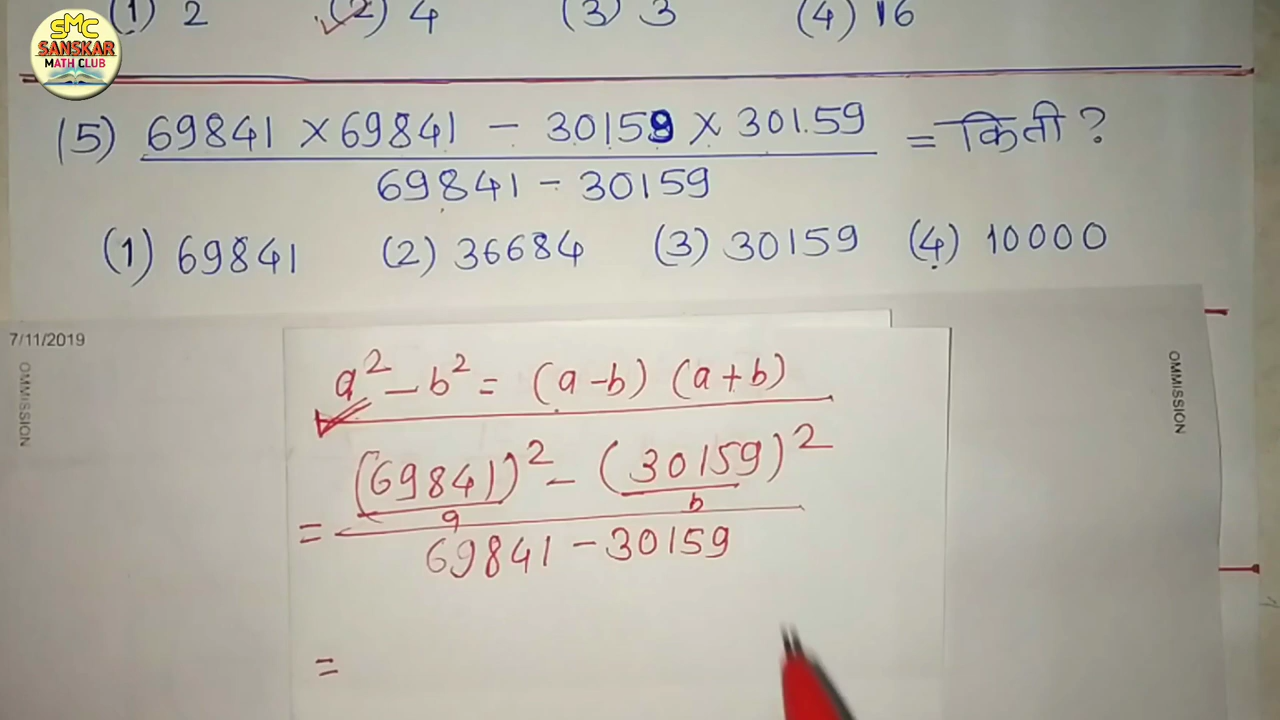 SMC
SANSKAR
MATH CLUB
(1) 2 (2) 4 (3) 3 (4) 16
(5) 69841 × 69841 - 30159 × 30159 = किती ?
69841 - 30159
(1) 69841 (2) 36684 (3) 30159 (4) 10000
7/11/2019
OMMISSION
OMMISSION
a² - b² = (a - b) (a + b)
= (69841)² - (30159)²
a b
69841 - 30159
=